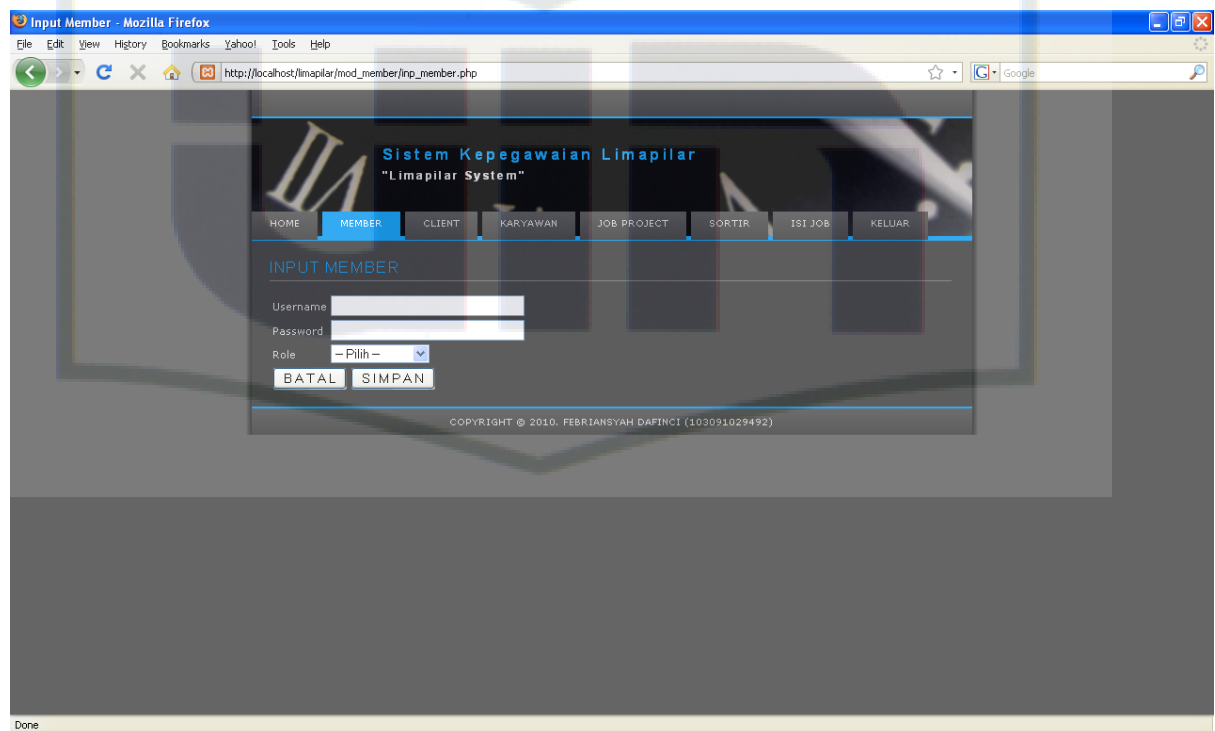 Input Member - Mozilla Firefox
File Edit View History Bookmarks Yahoo! Tools Help
http://localhost/limapilar/mod_member/inp_member.php
G Google
Sistem Kepegawaian Limapilar
"Limapilar System"
HOME MEMBER CLIENT KARYAWAN JOB PROJECT SORTIR ISI JOB KELUAR
INPUT MEMBER
Username
Password
Role -- Pilih --
BATAL SIMPAN
COPYRIGHT © 2010. FEBRIANSYAH DAFINCI (103091029492)
Done